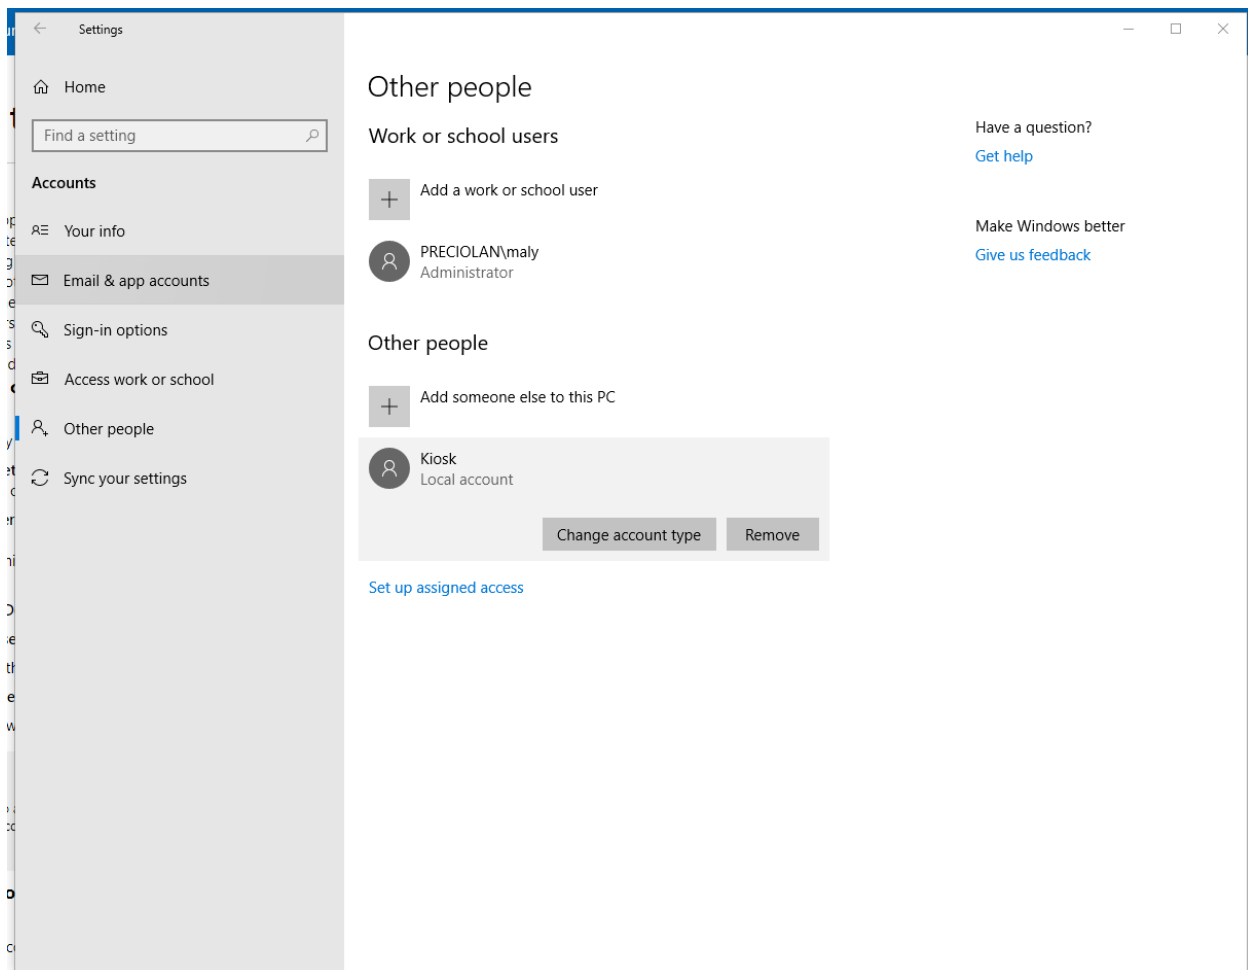 Settings
Home
Find a setting
Accounts
Your info
Email & app accounts
Sign-in options
Access work or school
Other people
Sync your settings
Other people
Work or school users
Add a work or school user
PRECIOLAN\maly
Administrator
Other people
Add someone else to this PC
Kiosk
Local account
Change account type
Remove
Set up assigned access
Have a question?
Get help
Make Windows better
Give us feedback